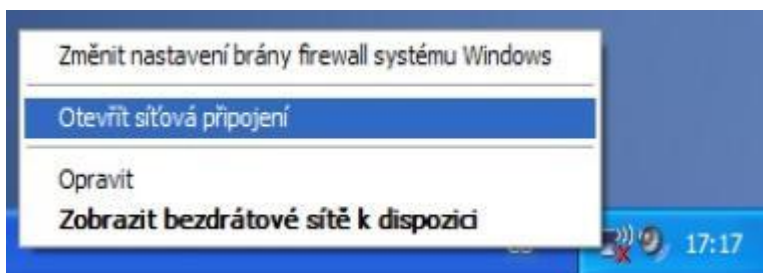 Změnit nastavení brány firewall systému Windows
Otevřít síťová připojení
Opravit
Zobrazit bezdrátové sítě k dispozici
17:17